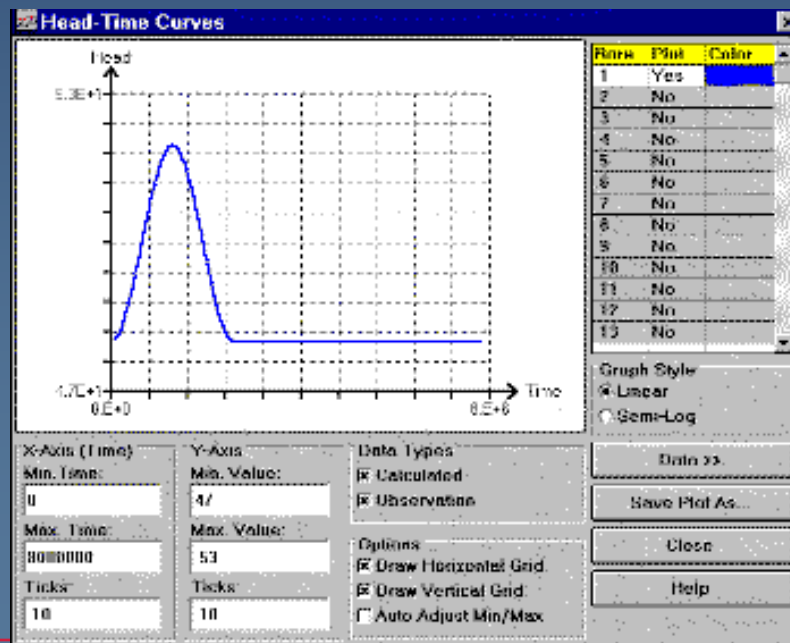 Head-Time Curves
Head
5.3E+1
4.7E+1
0.E+0
8.E+6
Time
Bore Plot Color
1 Yes
2 No
3 No
4 No
5 No
6 No
7 No
8 No
9 No
10 No
11 No
12 No
13 No
Graph Style
Linear
Semi-Log
X-Axis (Time)
Min. Time:
0
Max. Time:
8000000
Ticks:
10
Y-Axis
Min. Value:
47
Max. Value:
53
Ticks:
10
Data Types
Calculated
Observation
Options
Draw Horizontal Grid
Draw Vertical Grid
Auto Adjust Min/Max
Data >>
Save Plot As...
Close
Help